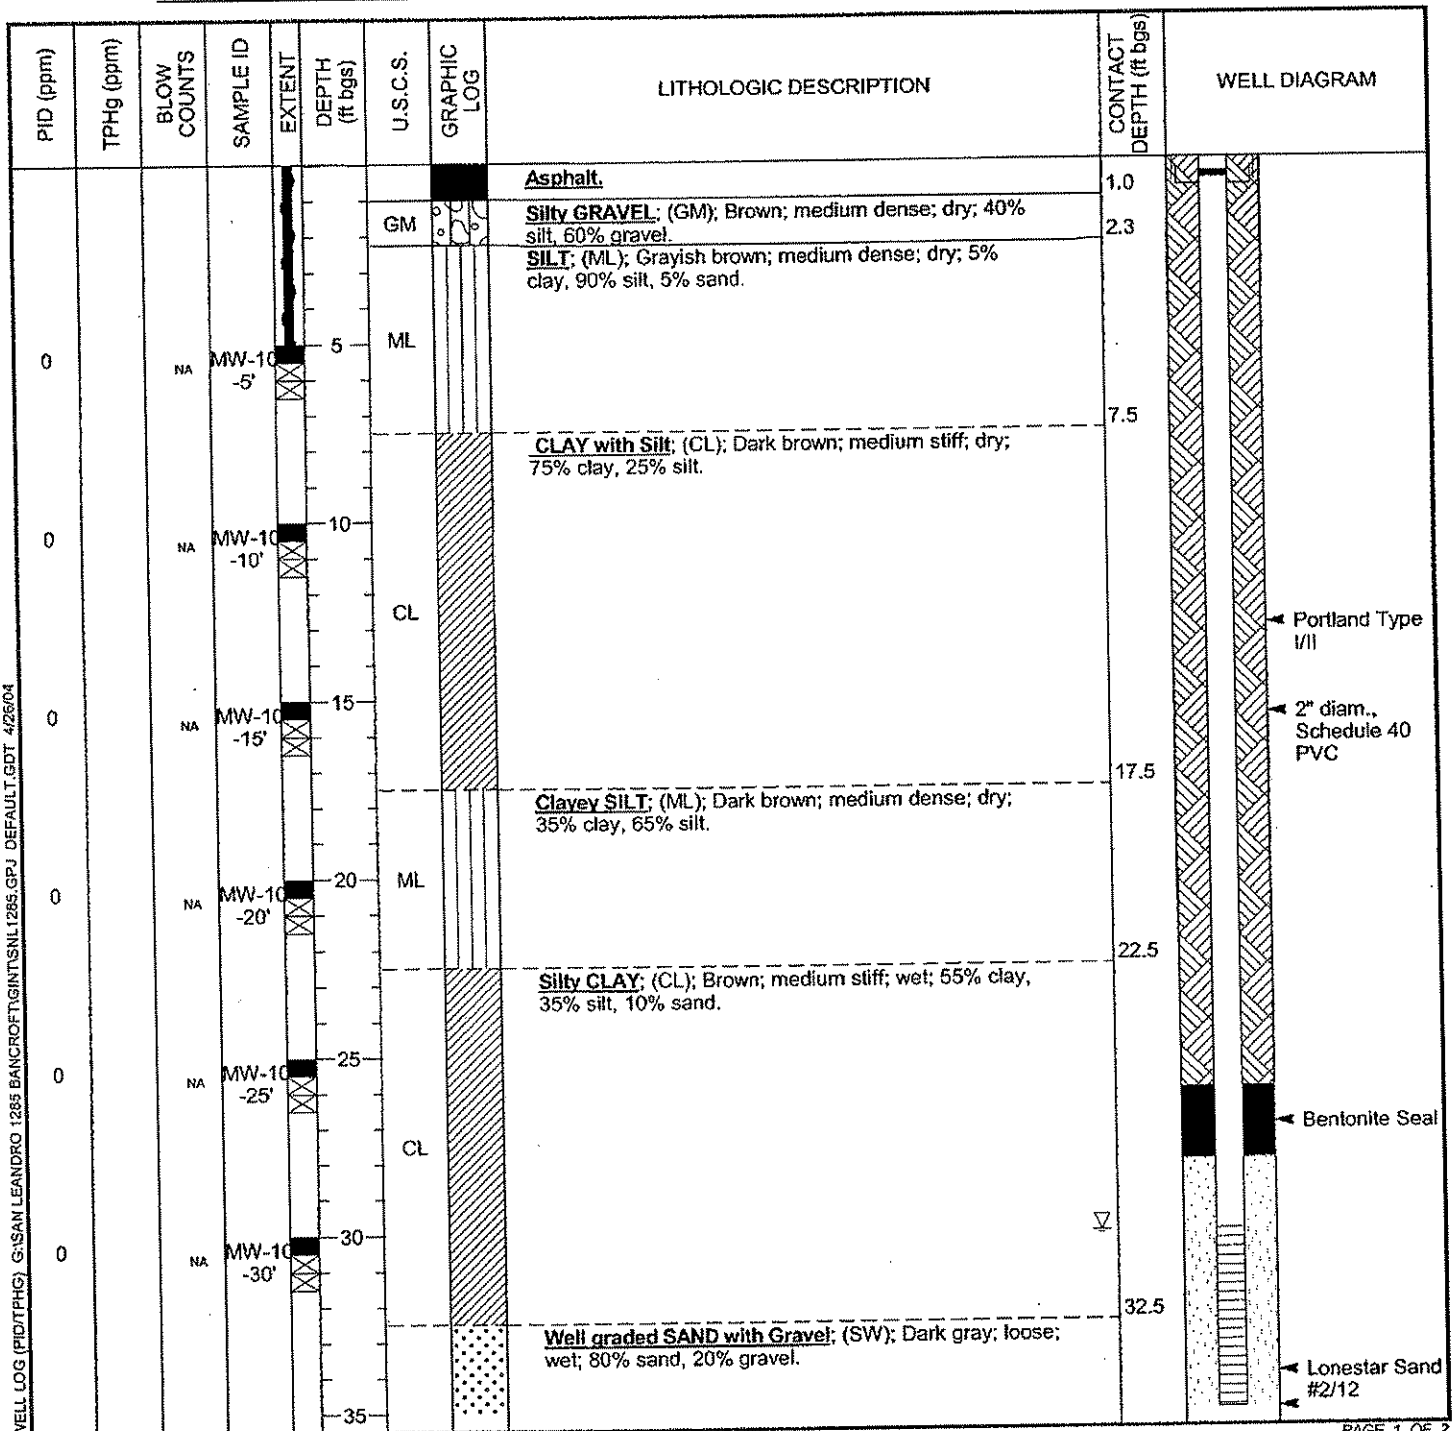 PID (ppm)
TPHg (ppm)
BLOW
COUNTS
SAMPLE ID
EXTENT
DEPTH
(ft bgs)
U.S.C.S.
GRAPHIC
LOG
LITHOLOGIC DESCRIPTION
CONTACT
DEPTH (ft bgs)
WELL DIAGRAM
Asphalt.
1.0
GM
Silty GRAVEL; (GM); Brown; medium dense; dry; 40%
silt, 60% gravel.
2.3
SILT; (ML); Grayish brown; medium dense; dry; 5%
clay, 90% silt, 5% sand.
0
NA
MW-10
-5'
5
ML
7.5
CLAY with Silt; (CL); Dark brown; medium stiff; dry;
75% clay, 25% silt.
0
NA
MW-10
-10'
10
CL
Portland Type
I/II
0
NA
MW-10
-15'
15
2" diam.,
Schedule 40
PVC
17.5
Clayey SILT; (ML); Dark brown; medium dense; dry;
35% clay, 65% silt.
0
NA
MW-10
-20'
20
ML
22.5
Silty CLAY; (CL); Brown; medium stiff; wet; 55% clay,
35% silt, 10% sand.
0
NA
MW-10
-25'
25
CL
Bentonite Seal
0
NA
MW-10
-30'
30
32.5
Well graded SAND with Gravel; (SW); Dark gray; loose;
wet; 80% sand, 20% gravel.
Lonestar Sand
#2/12
35
WELL LOG (PID/TPHG) G:\SAN LEANDRO 1285 BANCROFT\GINT\SNL1285.GPJ DEFAULT.GDT 4/26/04
PAGE 1 OF 2